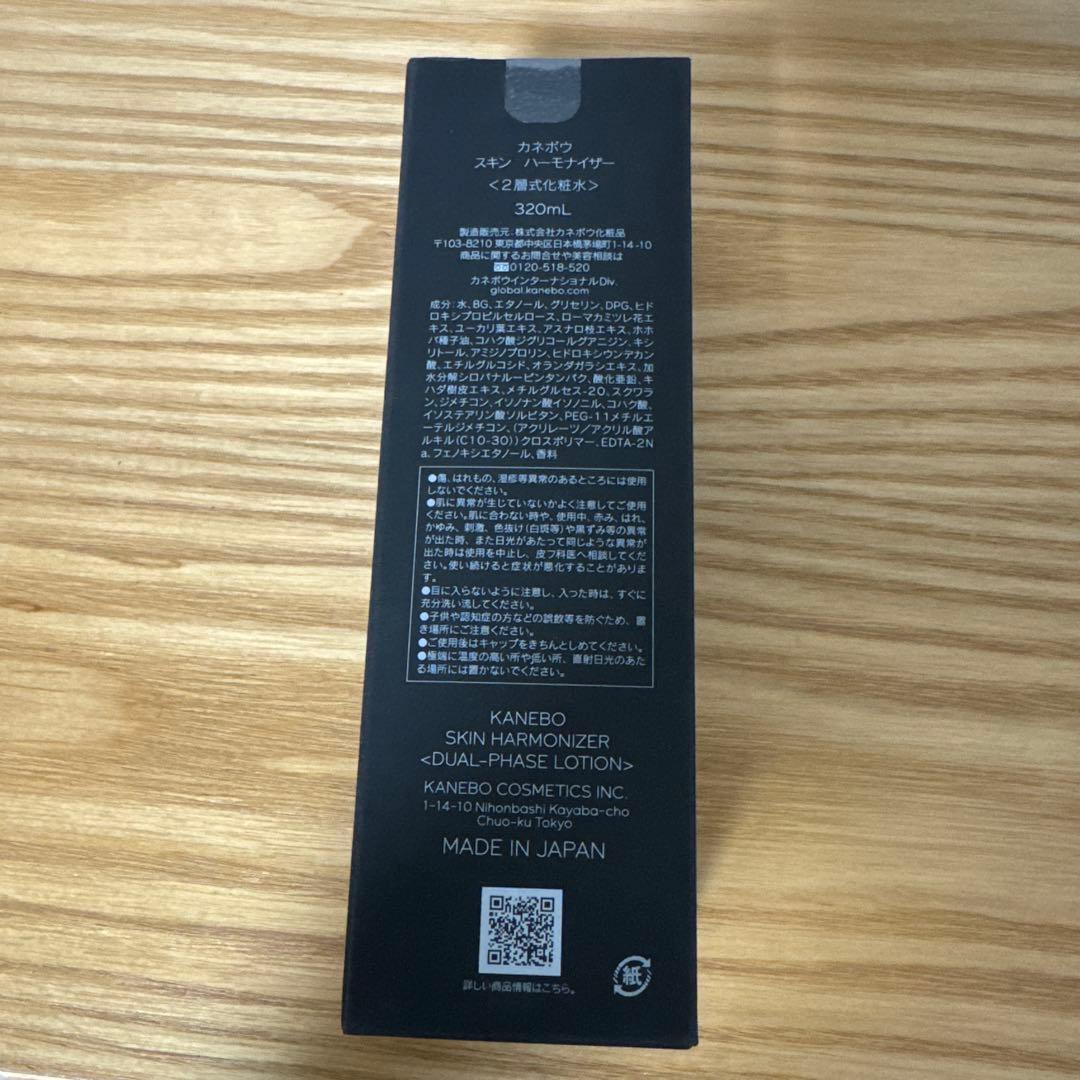 カネボウ
スキン ハーモナイザー
<2層式化粧水>
320mL
製造販売元:株式会社カネボウ化粧品
〒103-8210 東京都中央区日本橋茅場町1-14-10
商品に関するお問合せや美容相談は
0120-518-520
カネボウインターナショナルDiv.
global.kanebo.com
成分:水、BG、エタノール、グリセリン、DPG、ヒド
ロキシプロピルセルロース、ローマカミツレ花エ
キス、ユーカリ葉エキス、アスナロ枝エキス、ホホ
バ種子油、コハク酸ジグリコールグアニジン、キシ
リトール、アミジノプロリン、ヒドロキシウンデカン
酸、エチルグルコシド、オランダガラシエキス、加
水分解シロバナルーピンタンパク、酸化亜鉛、キ
ハダ樹皮エキス、メチルグルセス-20、スクワラ
ン、ジメチコン、イソノナン酸イソノニル、コハク酸、
イソステアリン酸ソルビタン、PEG-11メチルエ
ーテルジメチコン、(アクリレーツ/アクリル酸ア
ルキル(C10-30))クロスポリマー、EDTA-2N
a、フェノキシエタノール、香料
●傷、はれもの、湿疹等異常のあるところには使用
しないでください。
●肌に異常が生じていないかよく注意してご使用
ください。肌に合わない時や、使用中、赤み、はれ、
かゆみ、刺激、色抜け(白斑等)や黒ずみ等の異常
が出た時、また日光があたって同じような異常が
出た時は使用を中止し、皮フ科医へ相談してくだ
さい。使い続けると症状が悪化することがありま
す。
●目に入らないように注意し、入った時は、すぐに
充分洗い流してください。
●子供や認知症の方などの誤飲等を防ぐため、置
き場所にご注意ください。
●ご使用後はキャップをきちんとしめてください。
●極端に温度の高い所や低い所、直射日光のあた
る場所には置かないでください。
KANEBO
SKIN HARMONIZER
<DUAL-PHASE LOTION>
KANEBO COSMETICS INC.
1-14-10 Nihonbashi Kayaba-cho
Chuo-ku Tokyo
MADE IN JAPAN
紙
詳しい商品情報はこちら。